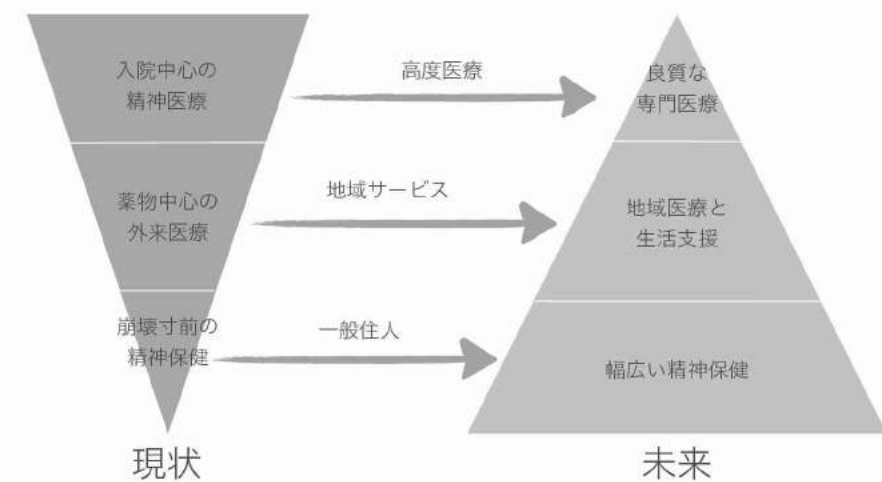 入院中心の
精神医療
高度医療
良質な
専門医療
薬物中心の
外来医療
地域サービス
地域医療と
生活支援
崩壊寸前の
精神保健
一般住人
幅広い精神保健
現状
未来